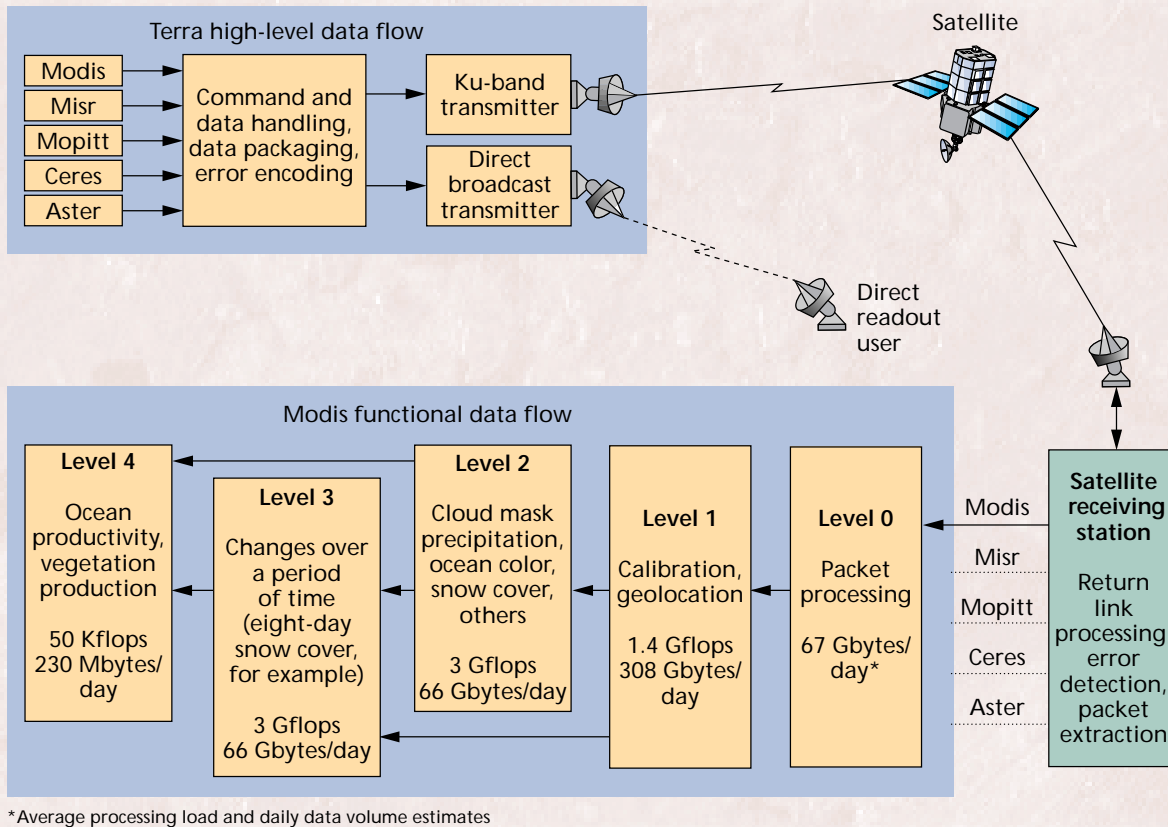 Terra high-level data flow
Modis
Misr
Mopitt
Ceres
Aster
Command and
data handling,
data packaging,
error encoding
Ku-band
transmitter
Direct
broadcast
transmitter
Satellite
Direct
readout
user
Modis functional data flow
Level 4
Ocean
productivity,
vegetation
production
50 Kflops
230 Mbytes/
day
Level 3
Changes over
a period
of time
(eight-day
snow cover,
for example)
3 Gflops
66 Gbytes/day
Level 2
Cloud mask
precipitation,
ocean color,
snow cover,
others
3 Gflops
66 Gbytes/day
Level 1
Calibration,
geolocation
1.4 Gflops
308 Gbytes/
day
Level 0
Packet
processing
67 Gbytes/
day*
Modis
Misr
Mopitt
Ceres
Aster
Satellite
receiving
station
Return
link
processing,
error
detection,
packet
extraction
*Average processing load and daily data volume estimates